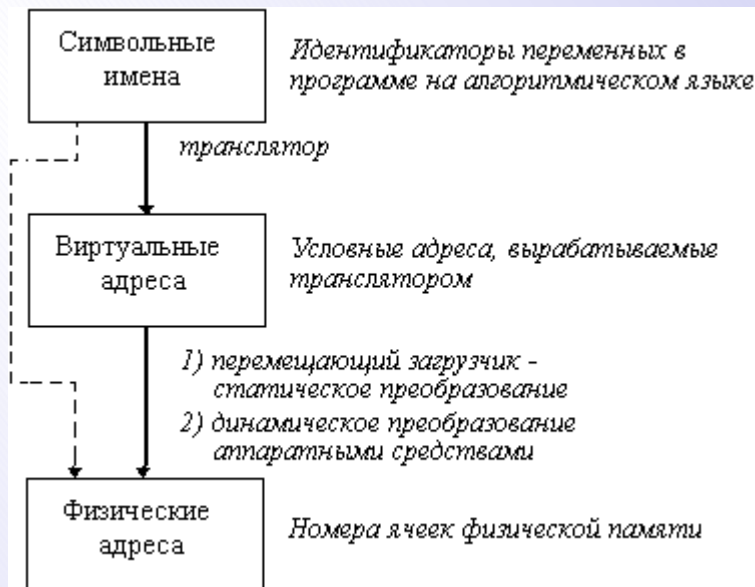 Символьные
имена
Идентификаторы переменных в
программе на алгоритмическом языке
транслятор
Виртуальные
адреса
Условные адреса, вырабатываемые
транслятором
1) перемещающий загрузчик -
статическое преобразование
2) динамическое преобразование
аппаратными средствами
Физические
адреса
Номера ячеек физической памяти